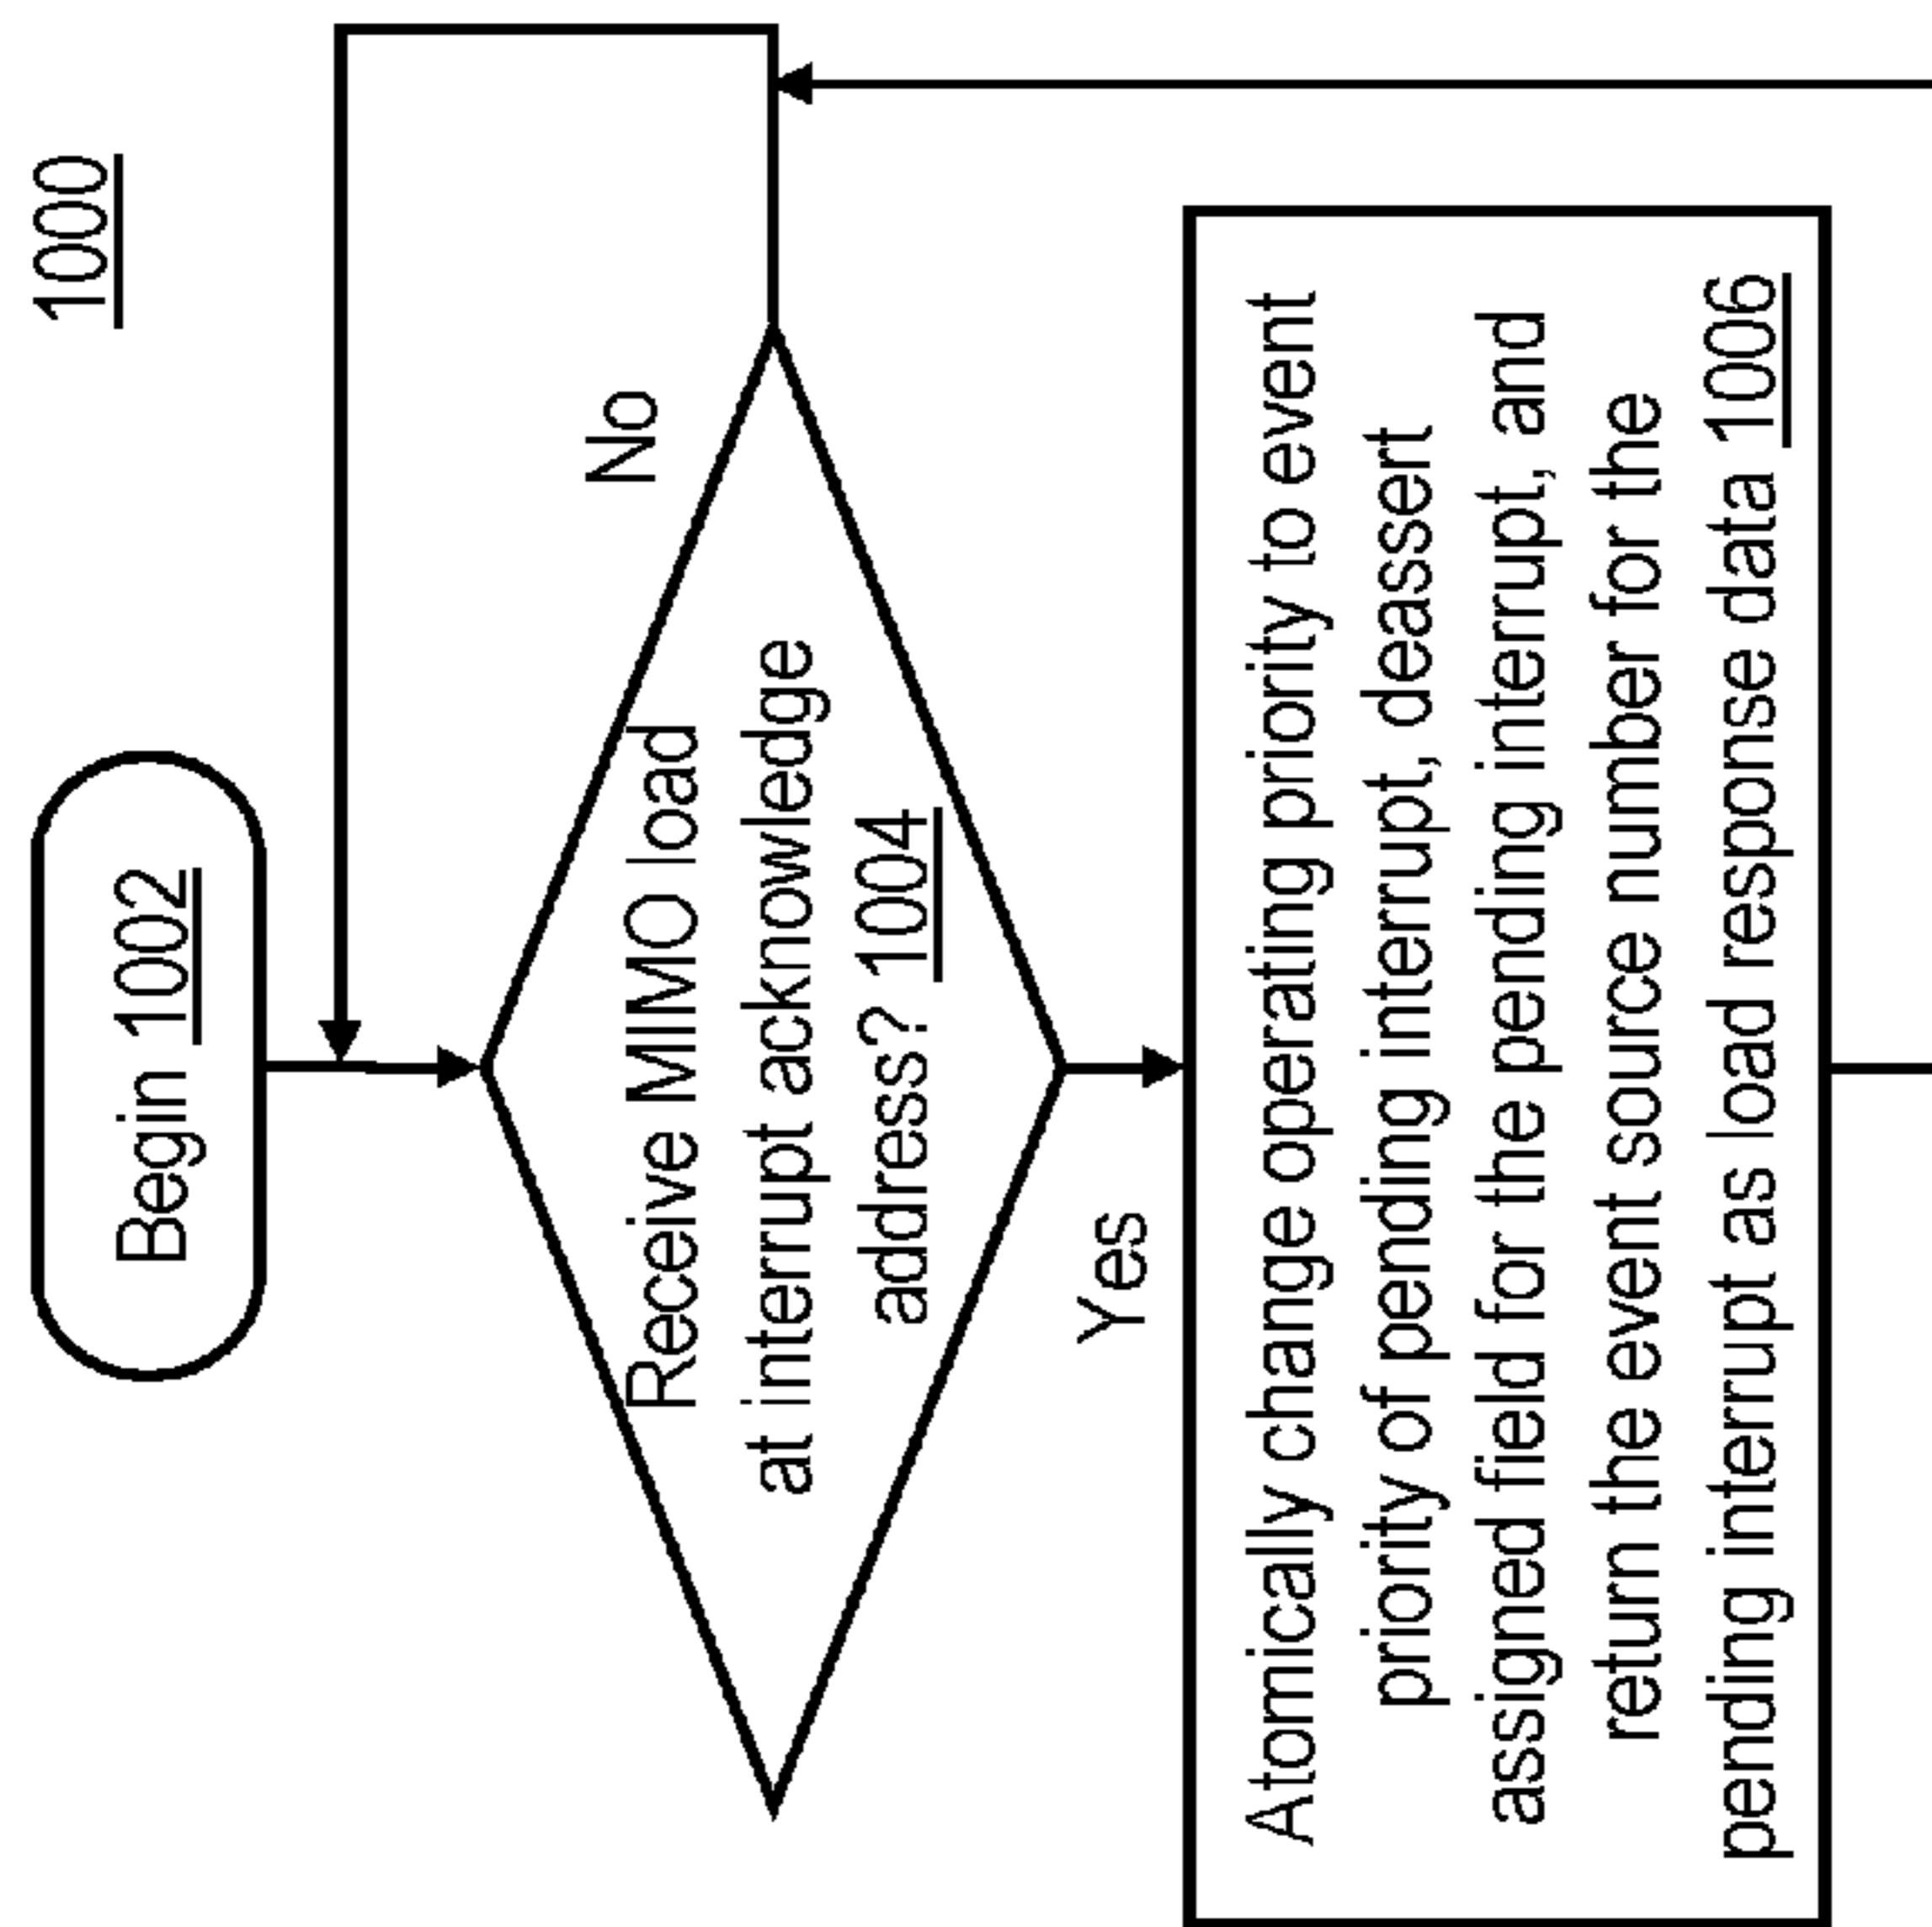 1000
Begin 1002
Receive MIMO load
at interrupt acknowledge
address? 1004
No
Yes
Atomically change operating priority to event
priority of pending interrupt, deassert
assigned field for the pending interrupt, and
return the event source number for the
pending interrupt as load response data 1006